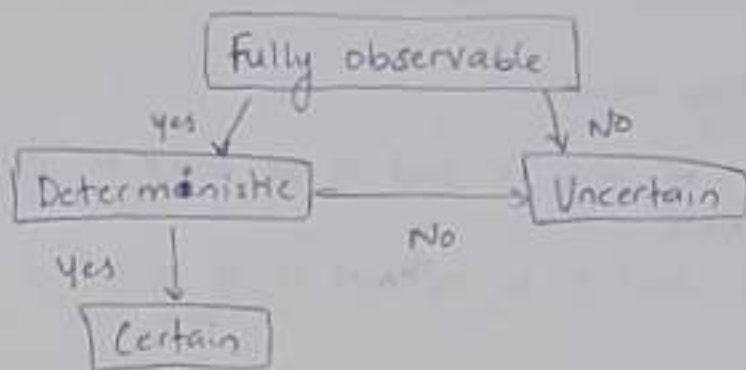 Fully observable
yes
NO
Deterministic
Uncertain
No
Yes
Certain